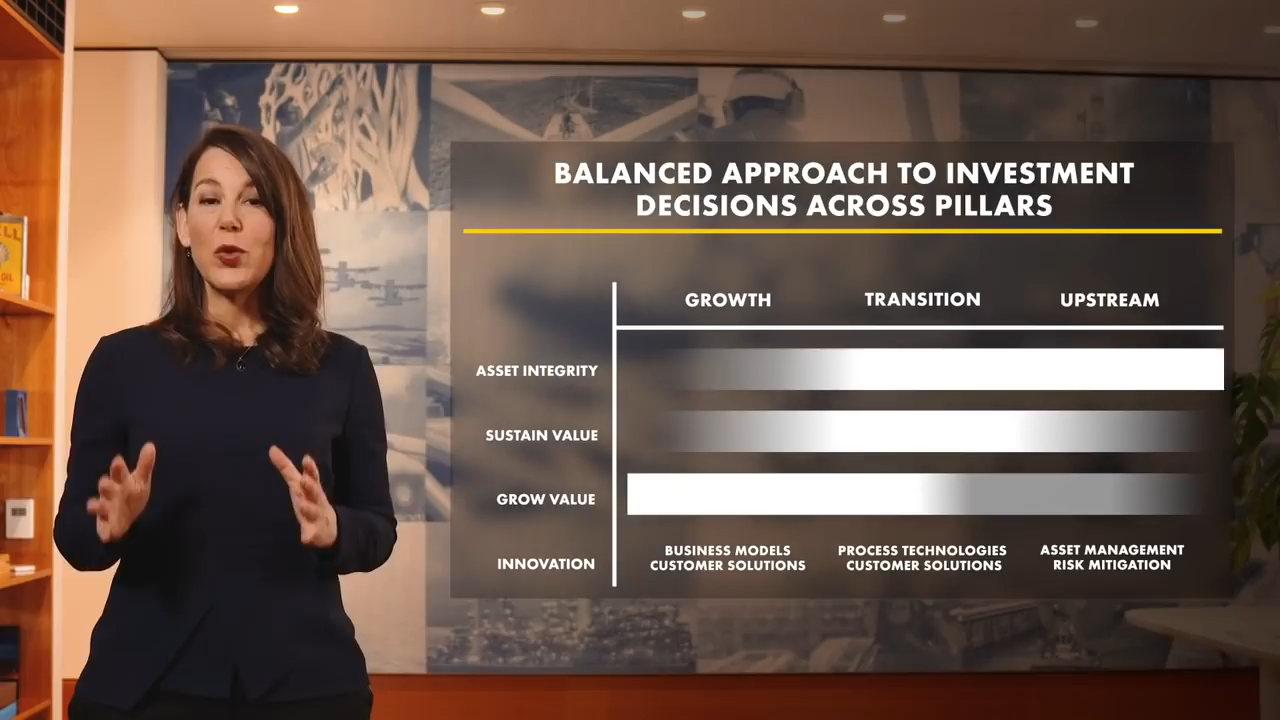 BALANCED APPROACH TO INVESTMENT
DECISIONS ACROSS PILLARS
GROWTH
TRANSITION
UPSTREAM
ASSET INTEGRITY
SUSTAIN VALUE
GROW VALUE
INNOVATION
BUSINESS MODELS
CUSTOMER SOLUTIONS
PROCESS TECHNOLOGIES
CUSTOMER SOLUTIONS
ASSET MANAGEMENT
RISK MITIGATION
OIL